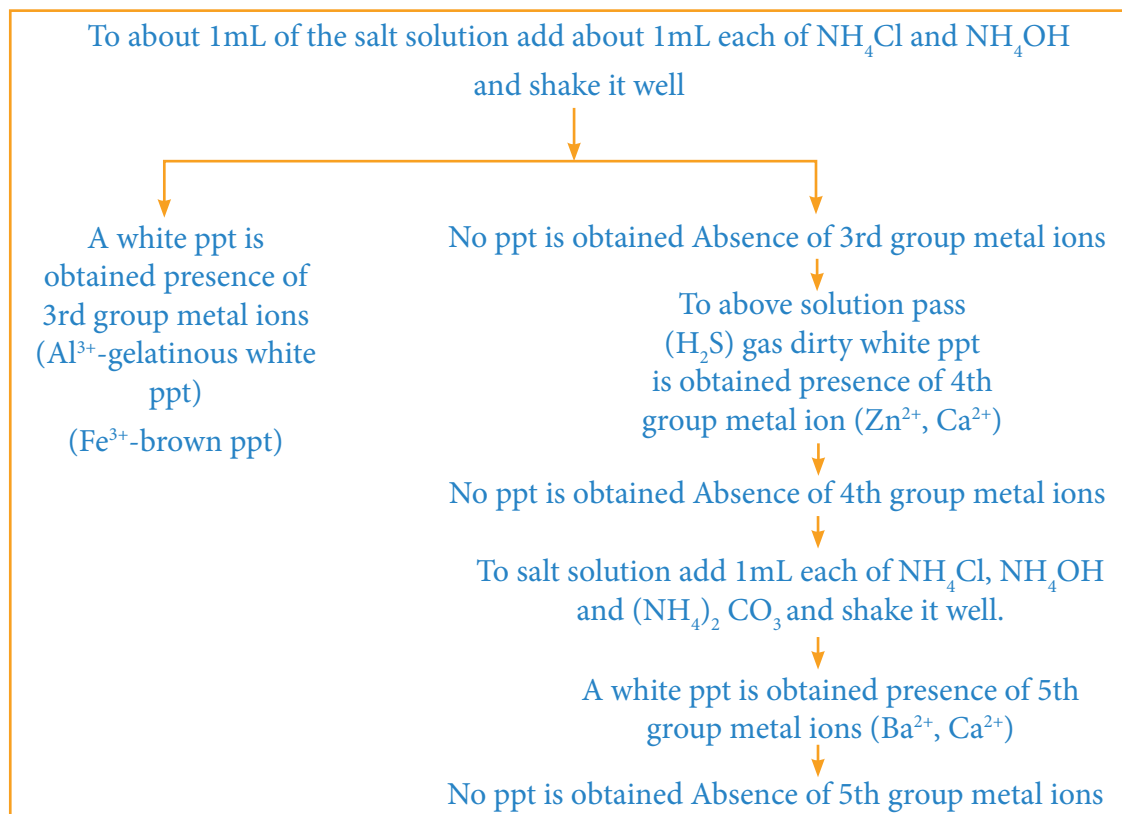 To about 1mL of the salt solution add about 1mL each of NH₄Cl and NH₄OH
and shake it well
A white ppt is
obtained presence of
3rd group metal ions
(Al³⁺-gelatinous white
ppt)
(Fe³⁺-brown ppt)
No ppt is obtained Absence of 3rd group metal ions
To above solution pass
(H₂S) gas dirty white ppt
is obtained presence of 4th
group metal ion (Zn²⁺, Ca²⁺)
No ppt is obtained Absence of 4th group metal ions
To salt solution add 1mL each of NH₄Cl, NH₄OH
and (NH₄)₂ CO₃ and shake it well.
A white ppt is obtained presence of 5th
group metal ions (Ba²⁺, Ca²⁺)
No ppt is obtained Absence of 5th group metal ions